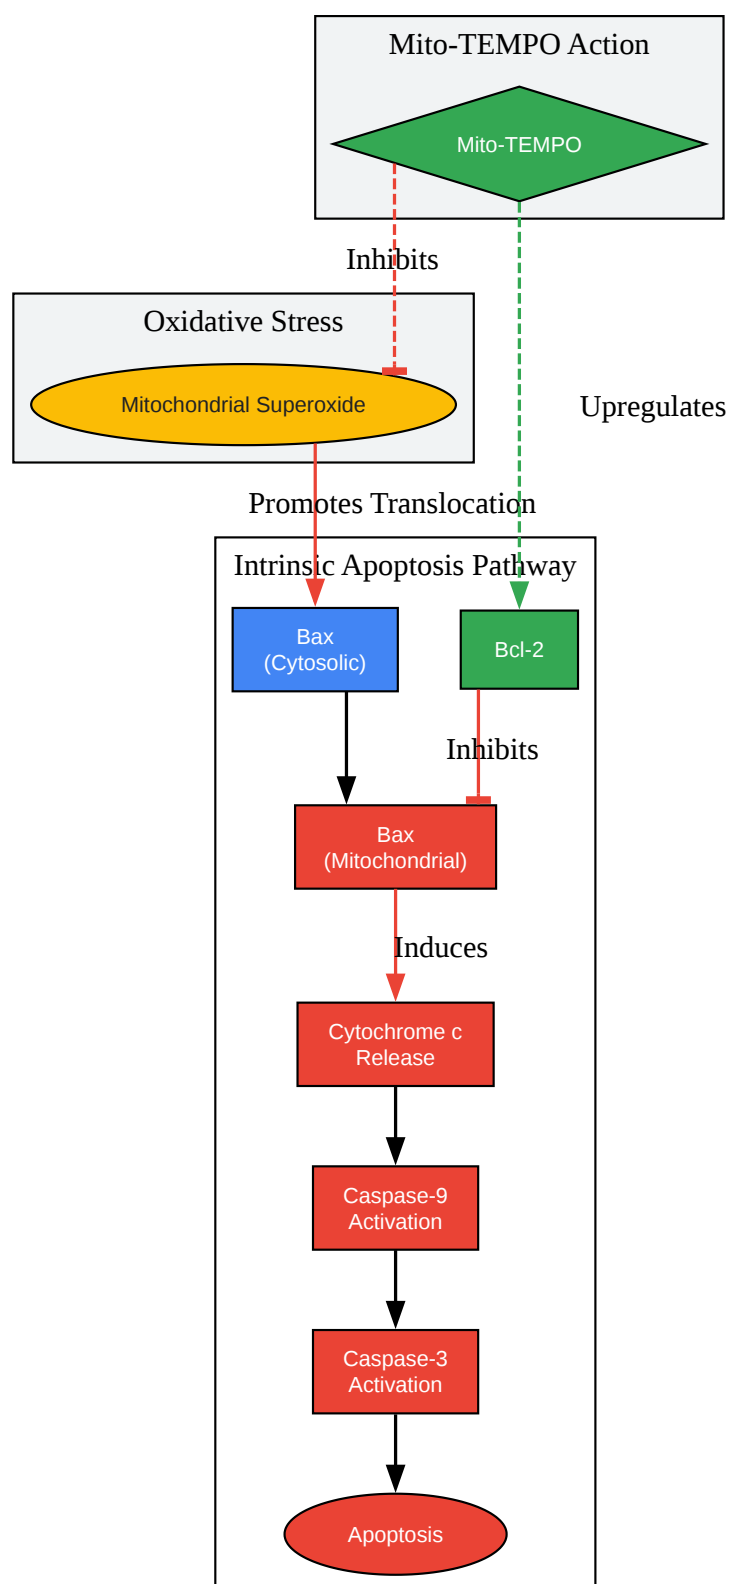 Mito-TEMPO Action
Mito-TEMPO
Inhibits
Oxidative Stress
Mitochondrial Superoxide
Upregulates
Promotes Translocation
Intrinsic Apoptosis Pathway
Bax
(Cytosolic)
Bcl-2
Inhibits
Bax
(Mitochondrial)
Induces
Cytochrome c
Release
Caspase-9
Activation
Caspase-3
Activation
Apoptosis